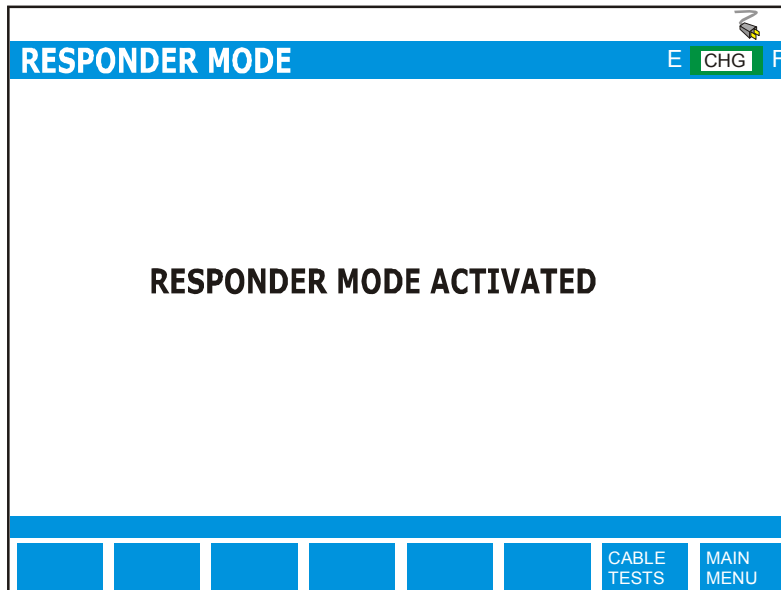 RESPONDER MODE
E CHG F
RESPONDER MODE ACTIVATED
CABLE
TESTS
MAIN
MENU